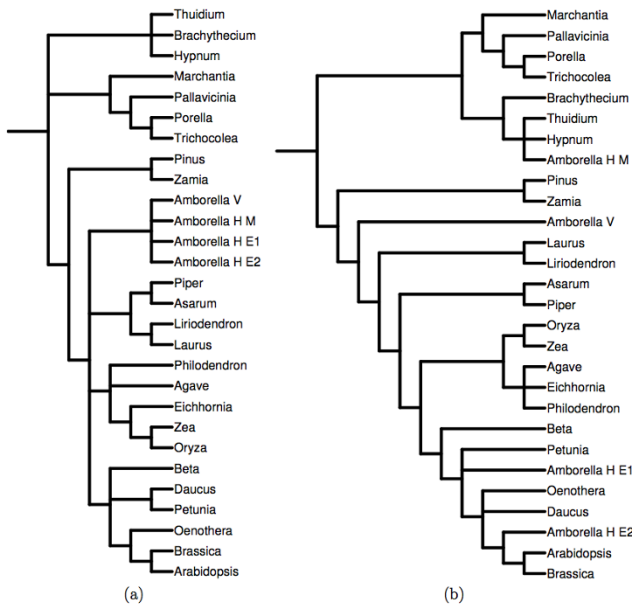 Thuidium
Brachythecium
Hypnum
Marchantia
Pallavicinia
Porella
Trichocolea
Pinus
Zamia
Amborella V
Amborella H M
Amborella H E1
Amborella H E2
Piper
Asarum
Liriodendron
Laurus
Philodendron
Agave
Eichhornia
Zea
Oryza
Beta
Daucus
Petunia
Oenothera
Brassica
Arabidopsis
(a)
Marchantia
Pallavicinia
Porella
Trichocolea
Brachythecium
Thuidium
Hypnum
Amborella H M
Pinus
Zamia
Amborella V
Laurus
Liriodendron
Asarum
Piper
Oryza
Zea
Agave
Eichhornia
Philodendron
Beta
Petunia
Amborella H E1
Oenothera
Daucus
Amborella H E2
Arabidopsis
Brassica
(b)